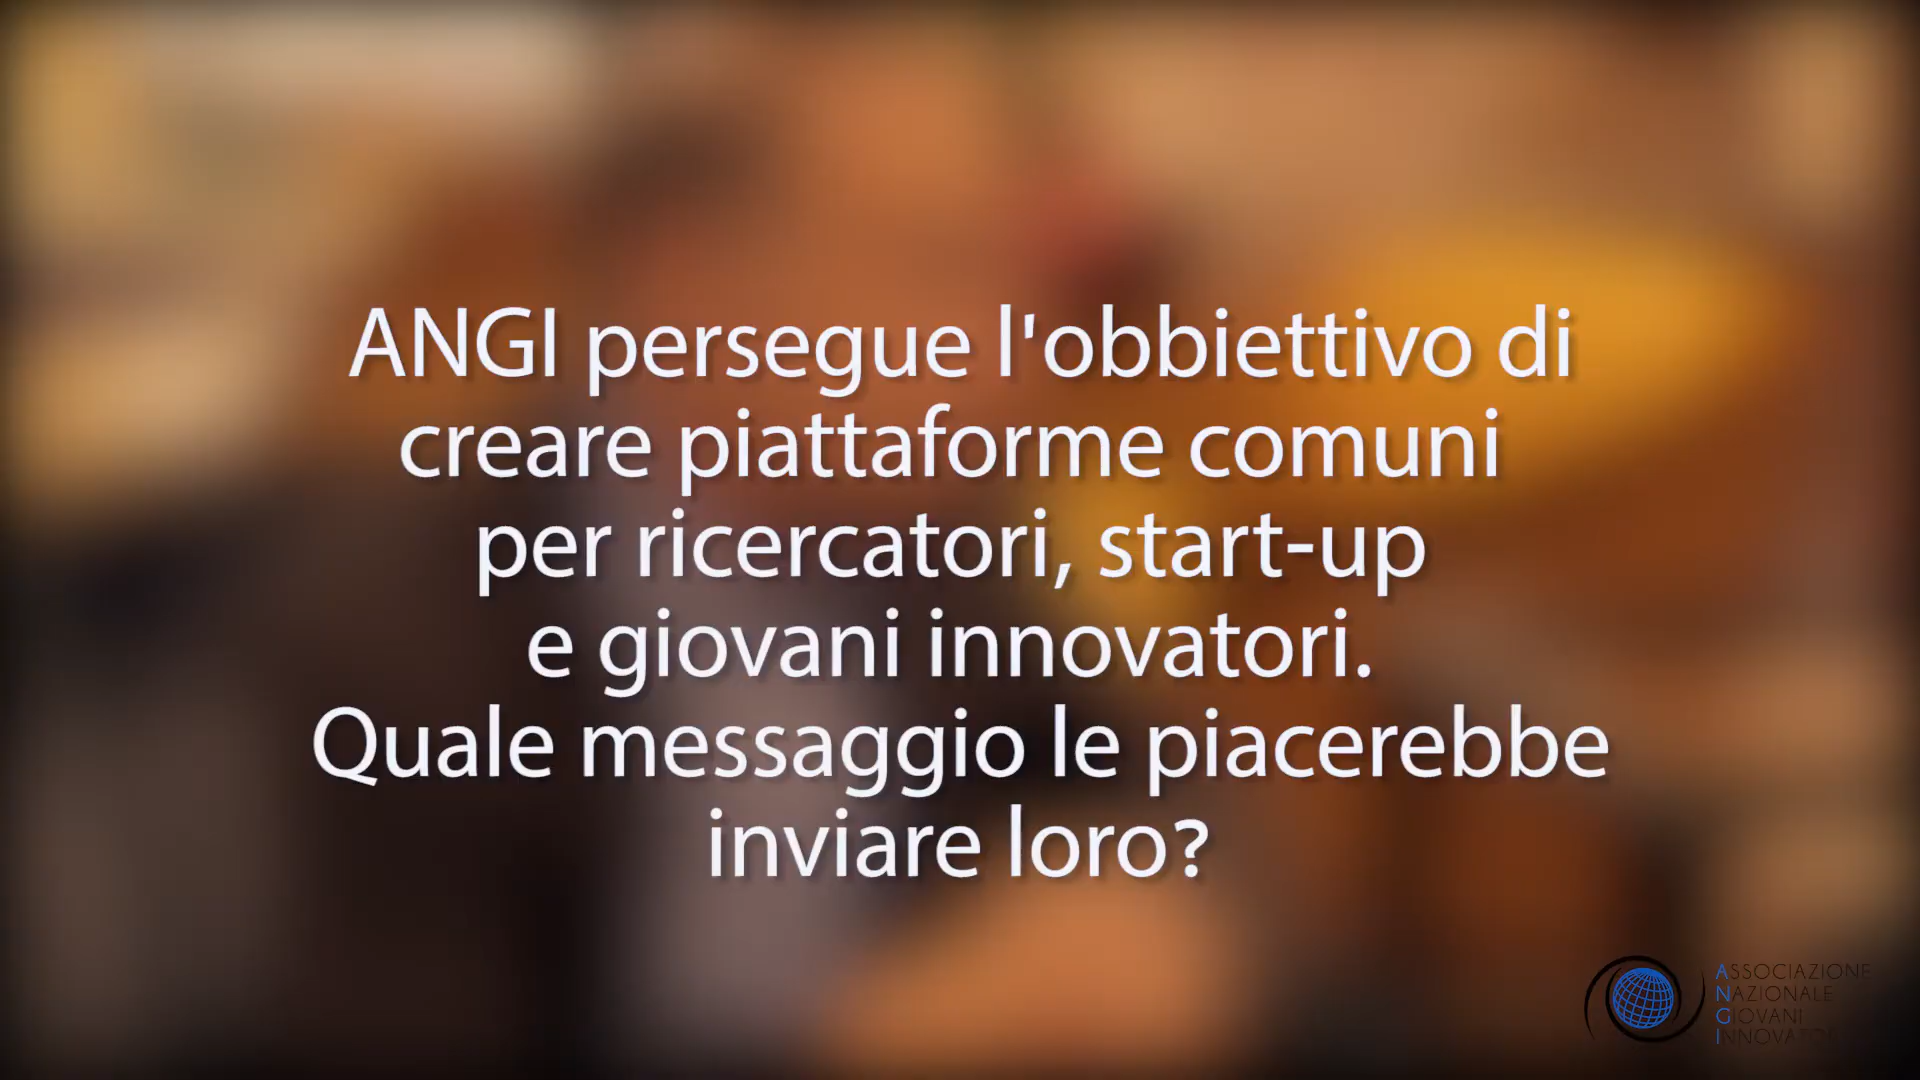 ANGI persegue l'obbiettivo di
creare piattaforme comuni
per ricercatori, start-up
e giovani innovatori.
Quale messaggio le piacerebbe
inviare loro?
ASSOCIAZIONE
NAZIONALE
GIOVANI